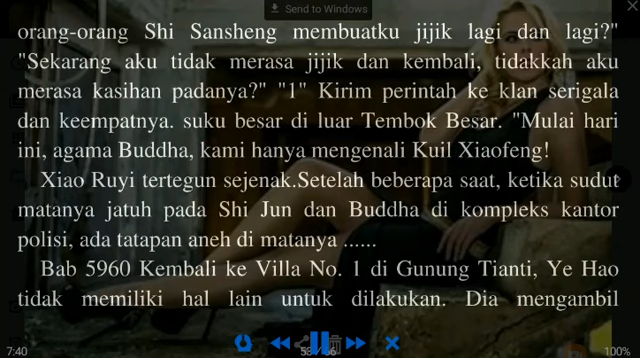 Send to Windows
orang-orang Shi Sansheng membuatku jijik lagi dan lagi?"
"Sekarang aku tidak merasa jijik dan kembali, tidakkah aku
merasa kasihan padanya?" "1" Kirim perintah ke klan serigala
dan keempatnya. suku besar di luar Tembok Besar. "Mulai hari
ini, agama Buddha, kami hanya mengenali Kuil Xiaofeng!
Xiao Ruyi tertegun sejenak.Setelah beberapa saat, ketika sudut
matanya jatuh pada Shi Jun dan Buddha di kompleks kantor
polisi, ada tatapan aneh di matanya ......
Bab 5960 Kembali ke Villa No. 1 di Gunung Tianti, Ye Hao
tidak memiliki hal lain untuk dilakukan. Dia mengambil
7:40
100%